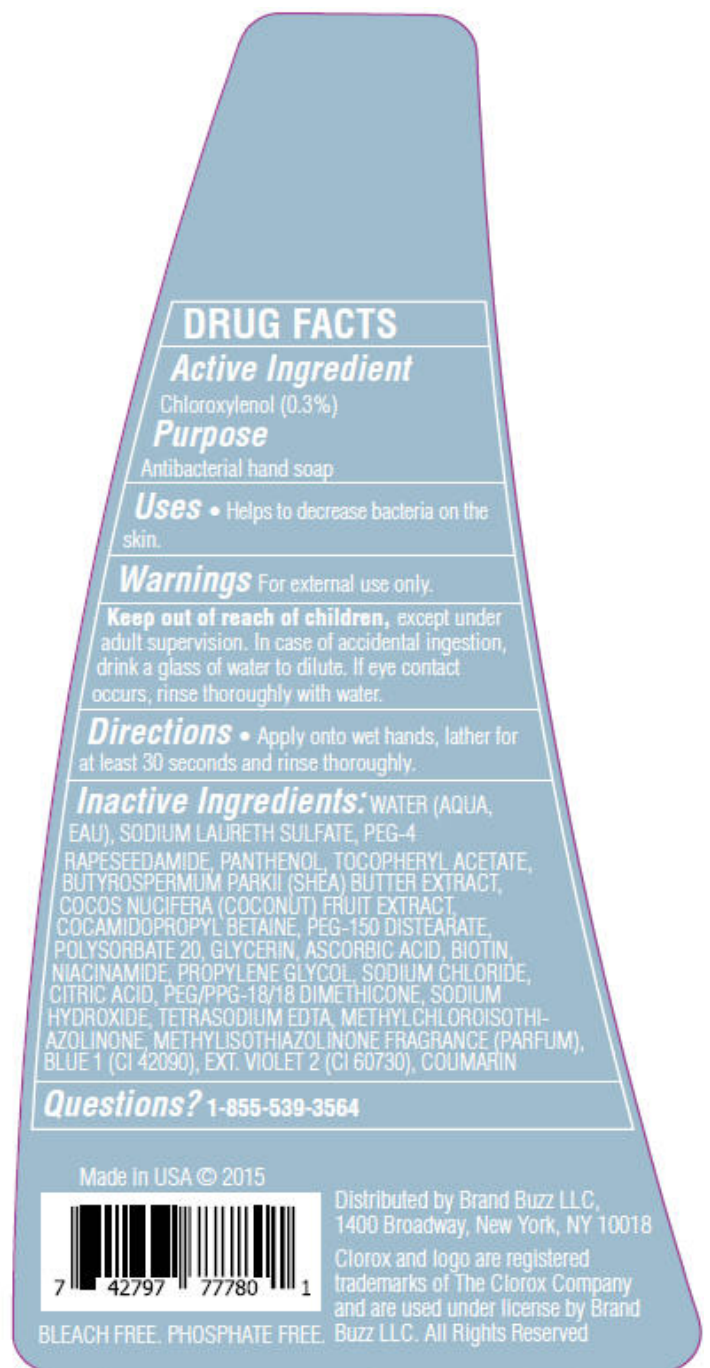 DRUG FACTS
Active Ingredient
Chloroxylenol (0.3%)
Purpose
Antibacterial hand soap
Uses • Helps to decrease bacteria on the
skin.
Warnings For external use only.
Keep out of reach of children, except under
adult supervision. In case of accidental ingestion,
drink a glass of water to dilute. If eye contact
occurs, rinse thoroughly with water.
Directions • Apply onto wet hands, lather for
at least 30 seconds and rinse thoroughly.
Inactive Ingredients: WATER (AQUA,
EAU), SODIUM LAURETH SULFATE, PEG-4
RAPESEEDAMIDE, PANTHENOL, TOCOPHERYL ACETATE,
BUTYROSPERMUM PARKII (SHEA) BUTTER EXTRACT,
COCOS NUCIFERA (COCONUT) FRUIT EXTRACT,
COCAMIDOPROPYL BETAINE, PEG-150 DISTEARATE,
POLYSORBATE 20, GLYCERIN, ASCORBIC ACID, BIOTIN,
NIACINAMIDE, PROPYLENE GLYCOL, SODIUM CHLORIDE,
CITRIC ACID, PEG/PPG-18/18 DIMETHICONE, SODIUM
HYDROXIDE, TETRASODIUM EDTA, METHYLCHLOROISOTHI-
AZOLINONE, METHYLISOTHIAZOLINONE FRAGRANCE (PARFUM),
BLUE 1 (CI 42090), EXT. VIOLET 2 (CI 60730), COUMARIN
Questions? 1-855-539-3564
Made in USA © 2015
7 42797 77780 1
BLEACH FREE. PHOSPHATE FREE.
Distributed by Brand Buzz LLC,
1400 Broadway, New York, NY 10018
Clorox and logo are registered
trademarks of The Clorox Company
and are used under license by Brand
Buzz LLC. All Rights Reserved